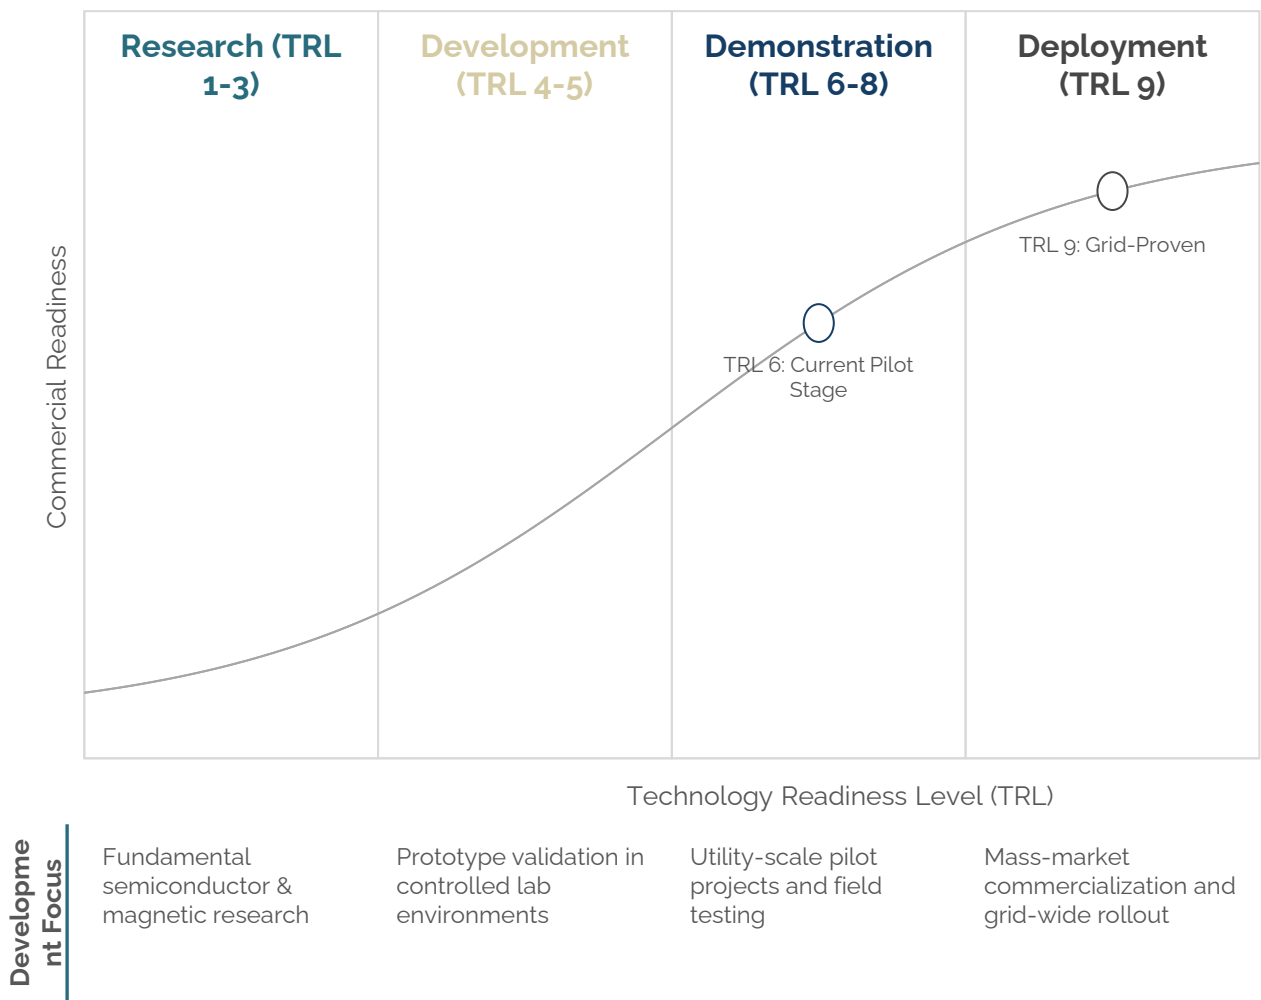 Research (TRL
1-3)
Development
(TRL 4-5)
Demonstration
(TRL 6-8)
Deployment
(TRL 9)
Commercial Readiness
TRL 9: Grid-Proven
TRL 6: Current Pilot
Stage
Technology Readiness Level (TRL)
Developme
nt Focus
Fundamental
semiconductor &
magnetic research
Prototype validation in
controlled lab
environments
Utility-scale pilot
projects and field
testing
Mass-market
commercialization and
grid-wide rollout